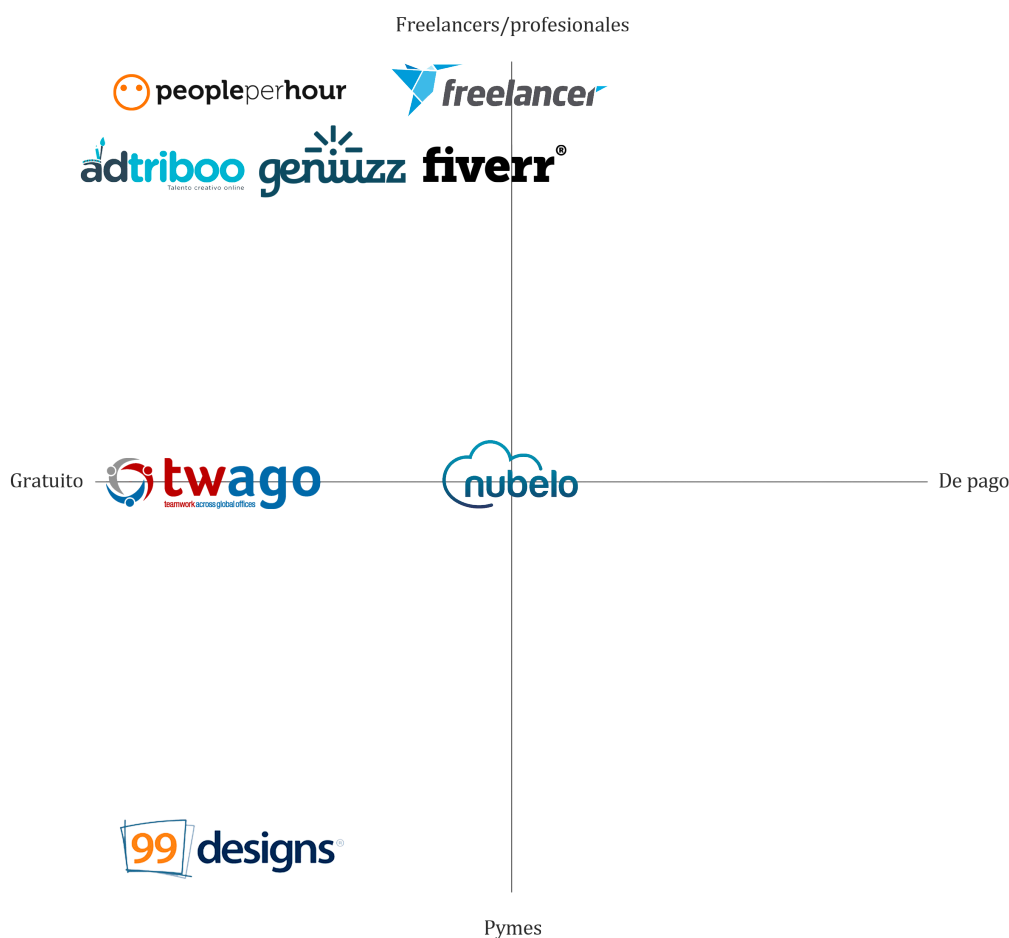 Freelancers/profesionales
peopleperhour
freelancer
adtriboo
Talento creativo online
geniuzz
fiverr®
Gratuito
twago
teamwork across global offices
nubelo
De pago
99designs®
Pymes